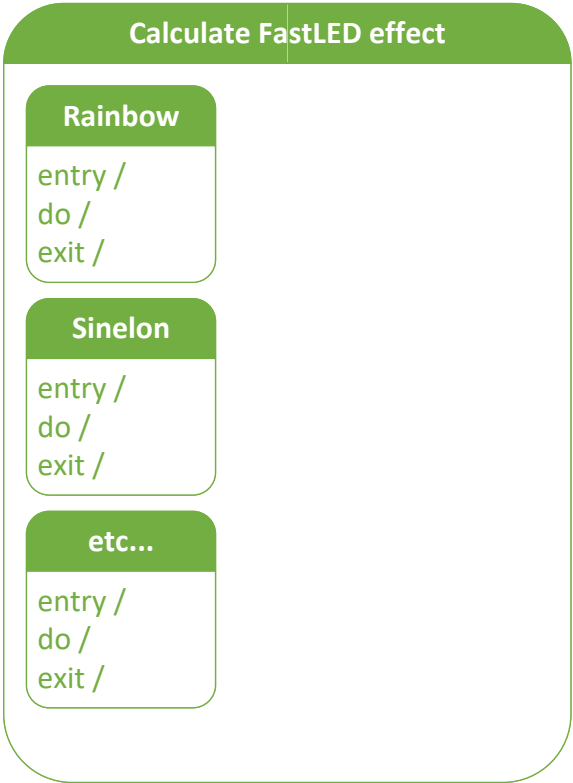 Calculate FastLED effect
Rainbow
entry /
do /
exit /
Sinelon
entry /
do /
exit /
etc...
entry /
do /
exit /